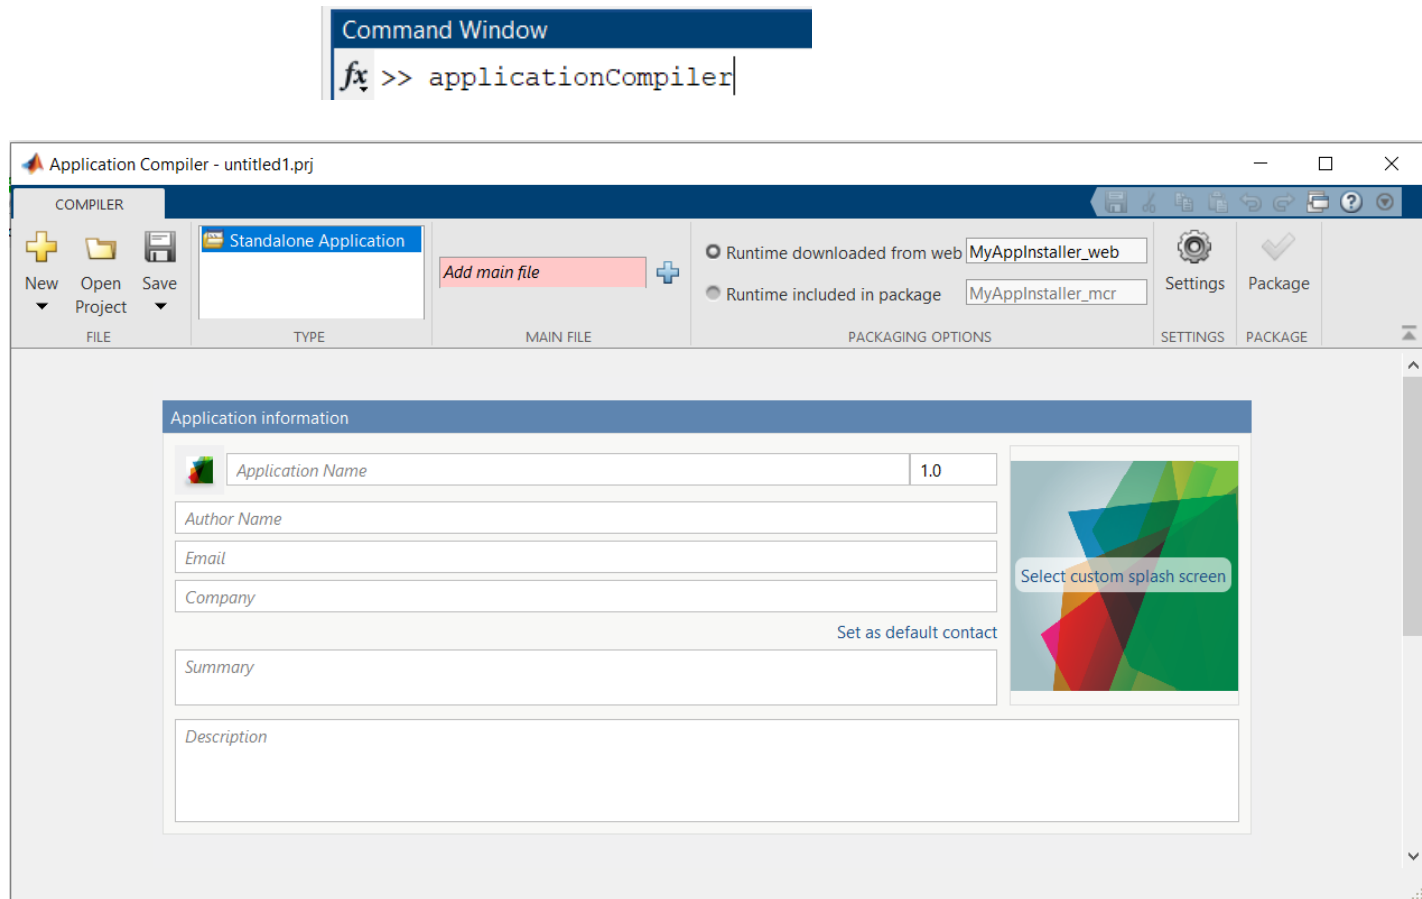 Command Window
fx >> applicationCompiler
Application Compiler - untitled1.prj
COMPILER
New
Open Project
Save
FILE
Standalone Application
TYPE
Add main file
MAIN FILE
Runtime downloaded from web MyAppInstaller_web
Runtime included in package MyAppInstaller_mcr
PACKAGING OPTIONS
Settings
SETTINGS
Package
PACKAGE
Application information
Application Name 1.0
Author Name
Email
Company
Select custom splash screen
Set as default contact
Summary
Description